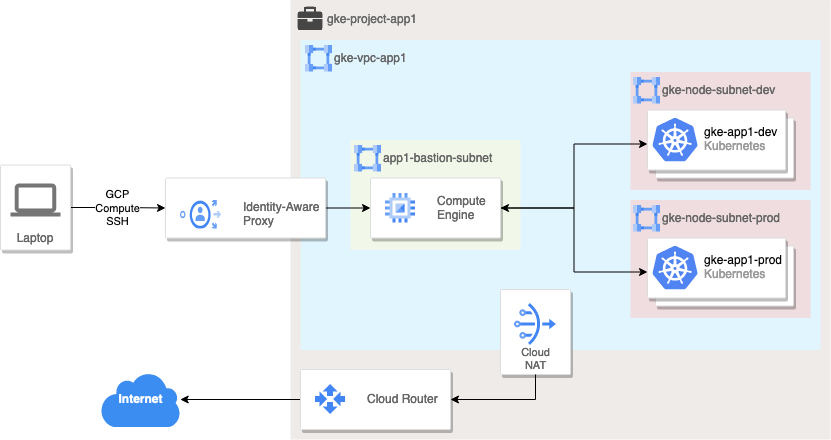 gke-project-app1
gke-vpc-app1
gke-node-subnet-dev
gke-app1-dev
Kubernetes
app1-bastion-subnet
Compute
Engine
GCP
Compute
SSH
Laptop
Identity-Aware
Proxy
gke-node-subnet-prod
gke-app1-prod
Kubernetes
Cloud
NAT
Cloud Router
Internet